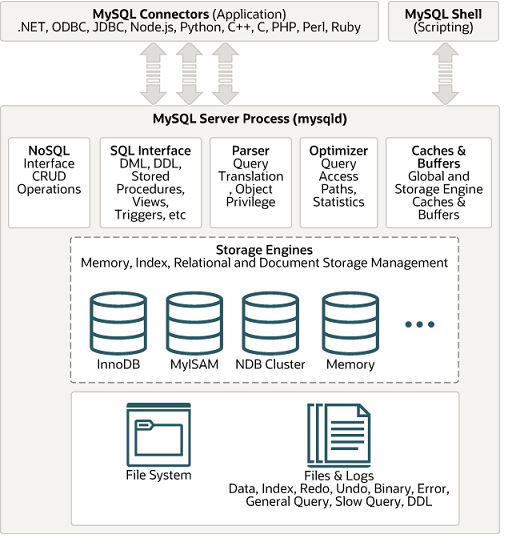 MySQL Connectors (Application)
.NET, ODBC, JDBC, Node.js, Python, C++, C, PHP, Perl, Ruby
MySQL Shell
(Scripting)
MySQL Server Process (mysqld)
NoSQL
Interface
CRUD
Operations
SQL Interface
DML, DDL,
Stored
Procedures,
Views,
Triggers, etc
Parser
Query
Translation
, Object
Privilege
Optimizer
Query
Access
Paths,
Statistics
Caches &
Buffers
Global and
Storage Engine
Caches &
Buffers
Storage Engines
Memory, Index, Relational and Document Storage Management
InnoDB
MyISAM
NDB Cluster
Memory
File System
Files & Logs
Data, Index, Redo, Undo, Binary, Error,
General Query, Slow Query, DDL